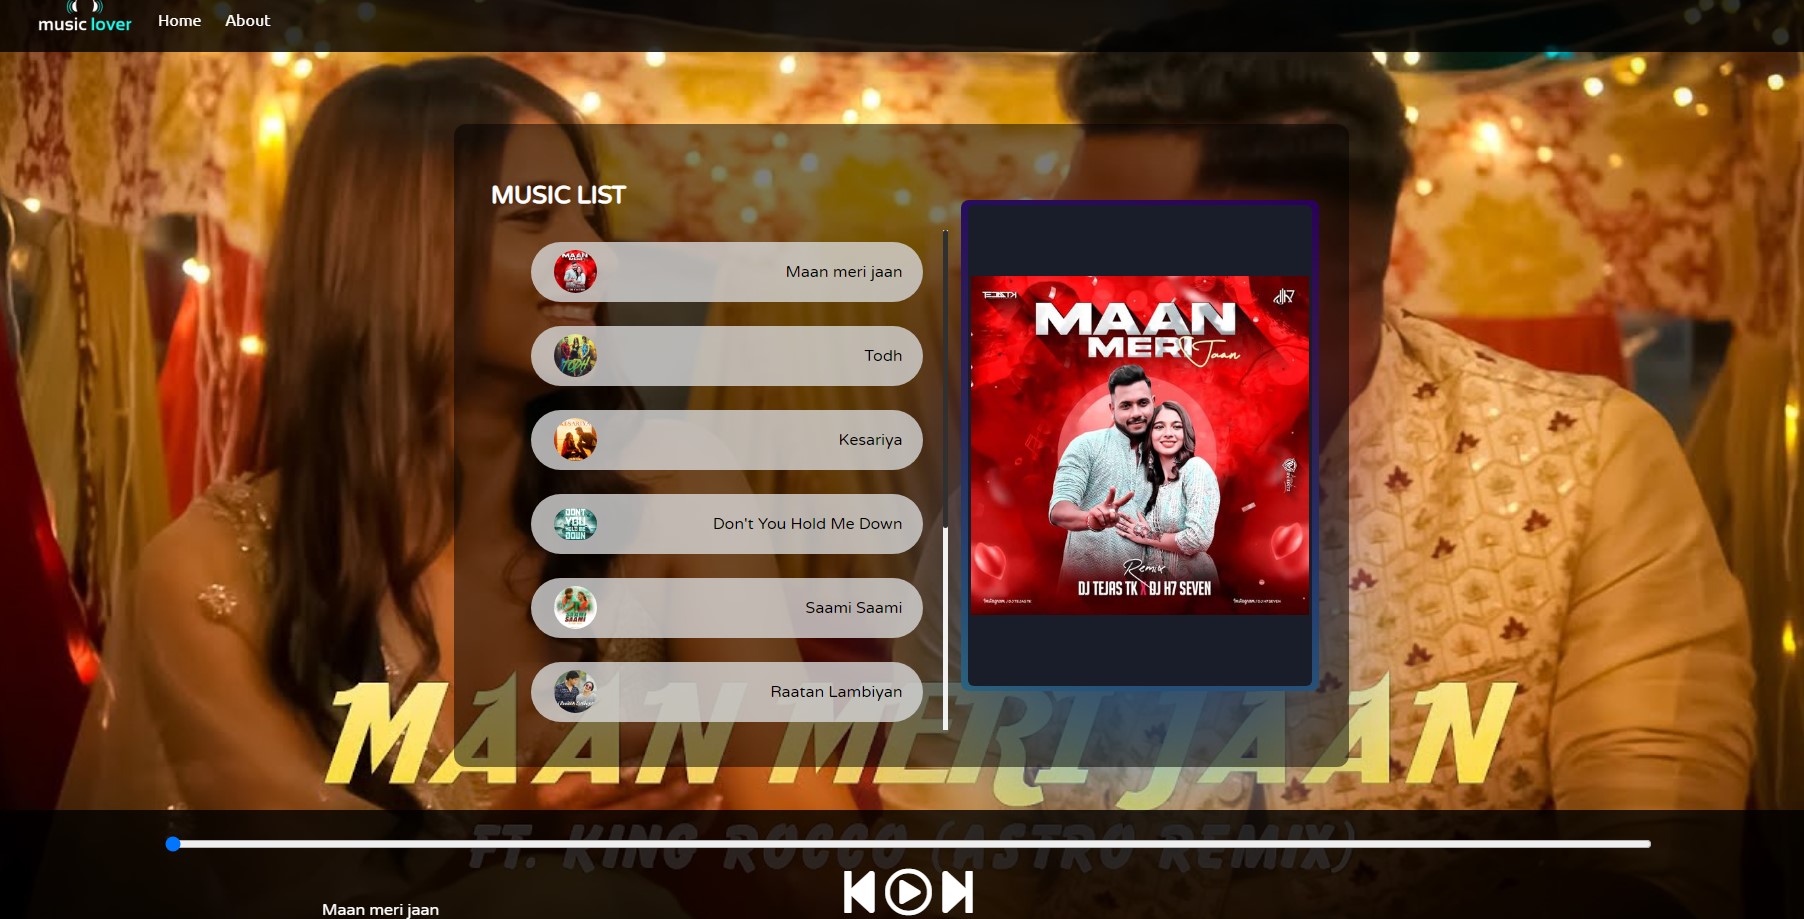 music lover
Home
About
MUSIC LIST
Maan meri jaan
Todh
Kesariya
Don't You Hold Me Down
Saami Saami
Raatan Lambiyan
MAAN
MERI Jaan
Remix
DJ TEJAS TK X DJ H7 SEVEN
MAAN MERI JAAN
FT. KING ROCCO (ASTRO REMIX)
Maan meri jaan